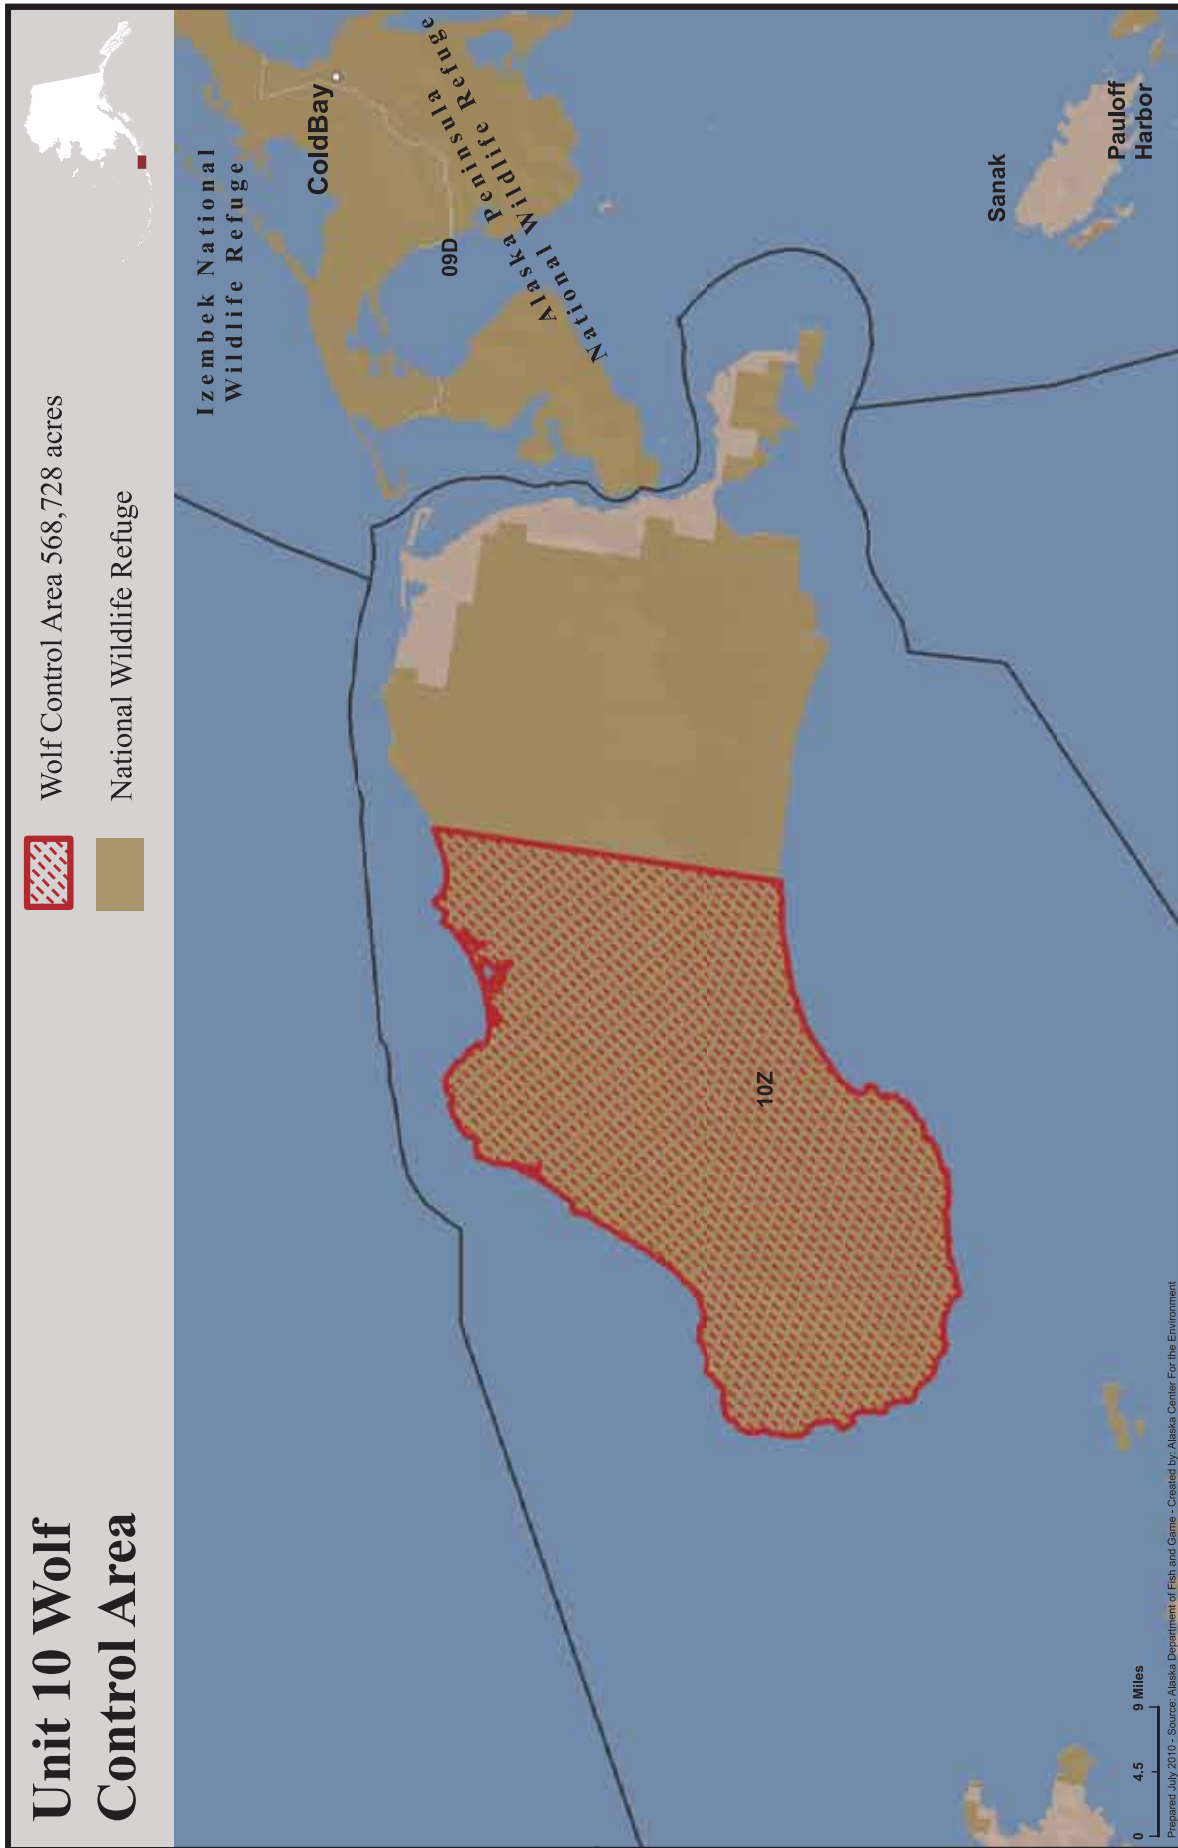 Unit 10 Wolf
Control Area
Wolf Control Area 568,728 acres
National Wildlife Refuge
Izembek National
Wildlife Refuge
ColdBay
Alaska Peninsula
National Wildlife Refuge
09D
10Z
Sanak
Pauloff
Harbor
0 4.5 9 Miles
Prepared July 2010 - Source: Alaska Department of Fish and Game - Created by: Alaska Center For the Environment